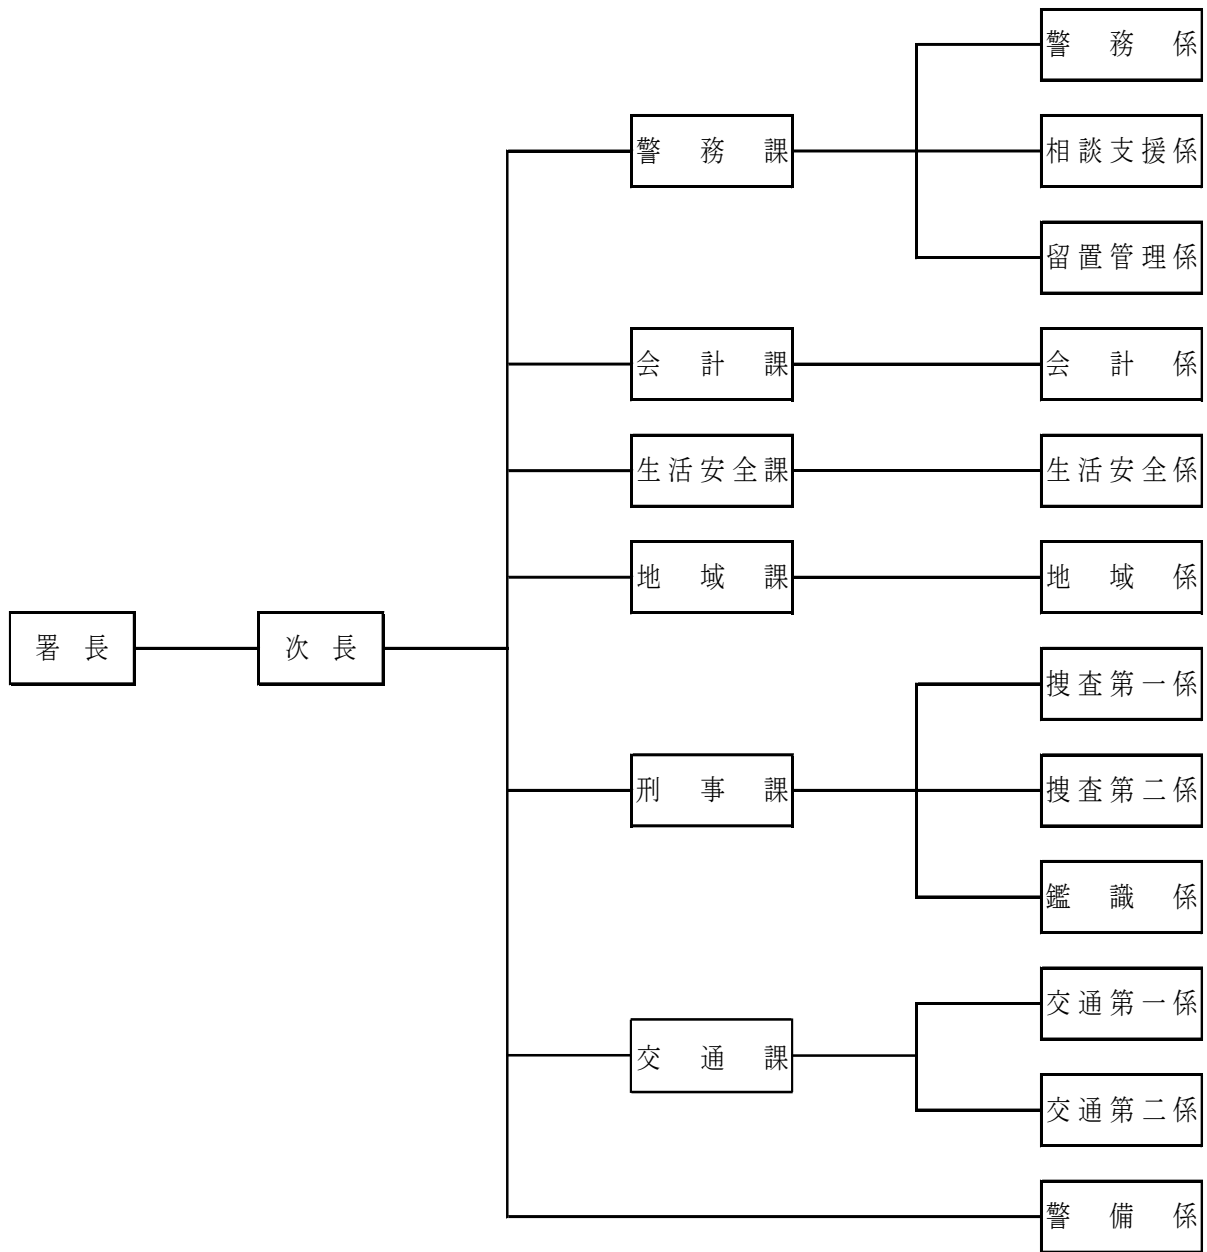 署長
次長
警務課
警務係
相談支援係
留置管理係
会計課
会計係
生活安全課
生活安全係
地域課
地域係
刑事課
捜査第一係
捜査第二係
鑑識係
交通課
交通第一係
交通第二係
警備係